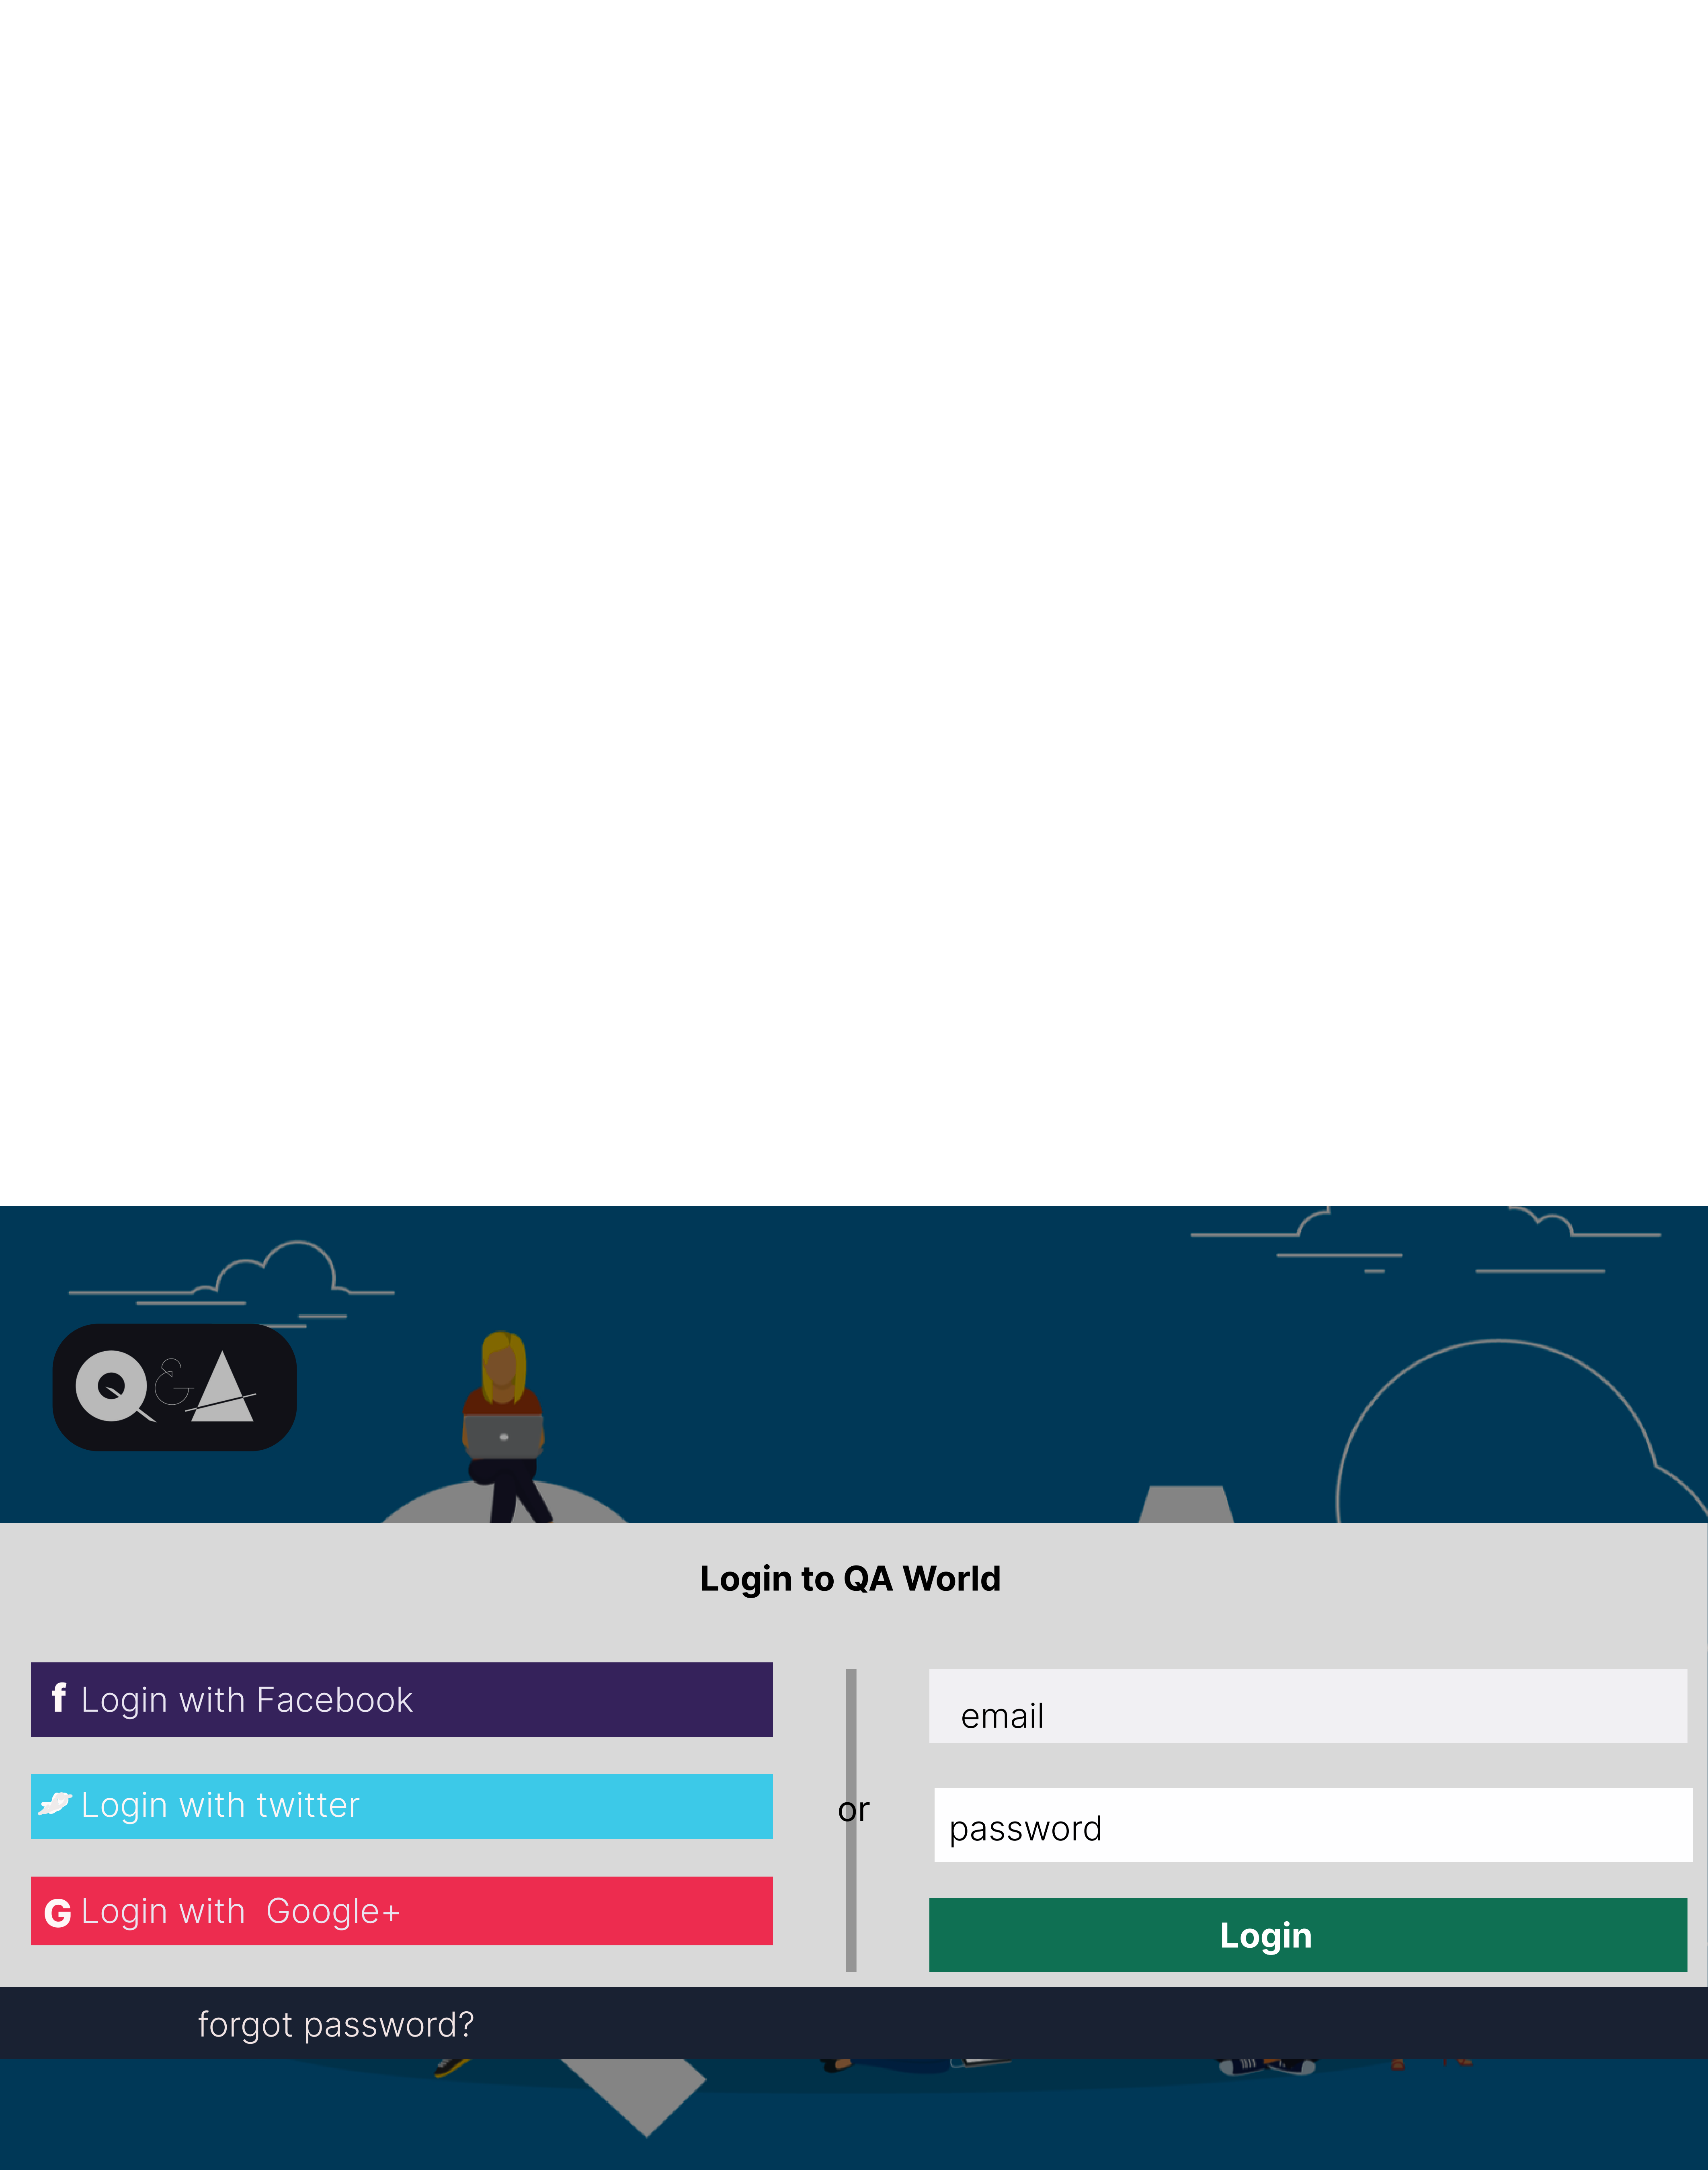 Q&A
Login to QA World
f Login with Facebook
Login with twitter
G Login with Google+
or
email
password
Login
forgot password?